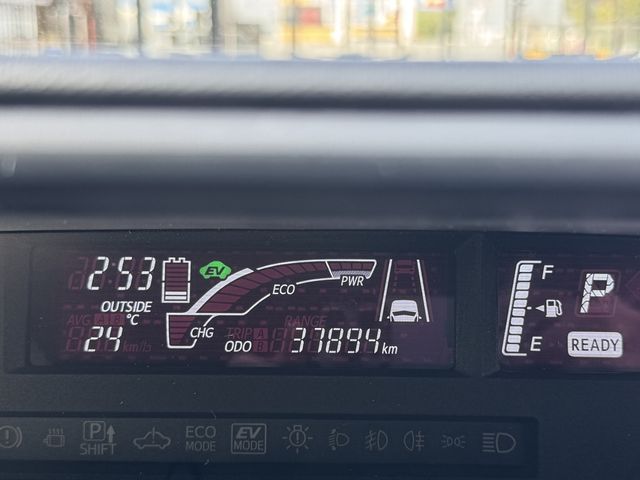 2:53
EV
F
P
ECO
PWR
OUTSIDE
°C
AVG A B
24
km/L
CHG
TRIP A
B
RANGE
ODO
37894 km
E
READY
P
SHIFT
ECO
MODE
EV
MODE